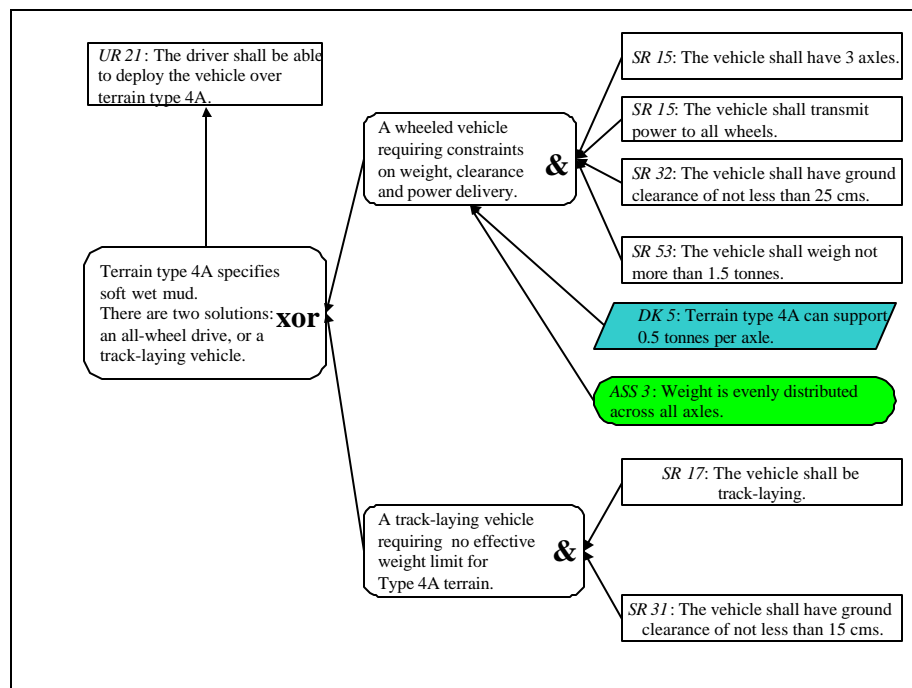 UR 21: The driver shall be able
to deploy the vehicle over
terrain type 4A.
Terrain type 4A specifies
soft wet mud.
There are two solutions:
an all-wheel drive, or a
track-laying vehicle.
xor
A wheeled vehicle
requiring constraints
on weight, clearance
and power delivery.
&
SR 15: The vehicle shall have 3 axles.
SR 15: The vehicle shall transmit
power to all wheels.
SR 32: The vehicle shall have ground
clearance of not less than 25 cms.
SR 53: The vehicle shall weigh not
more than 1.5 tonnes.
DK 5: Terrain type 4A can support
0.5 tonnes per axle.
ASS 3: Weight is evenly distributed
across all axles.
A track-laying vehicle
requiring no effective
weight limit for
Type 4A terrain.
&
SR 17: The vehicle shall be
track-laying.
SR 31: The vehicle shall have ground
clearance of not less than 15 cms.